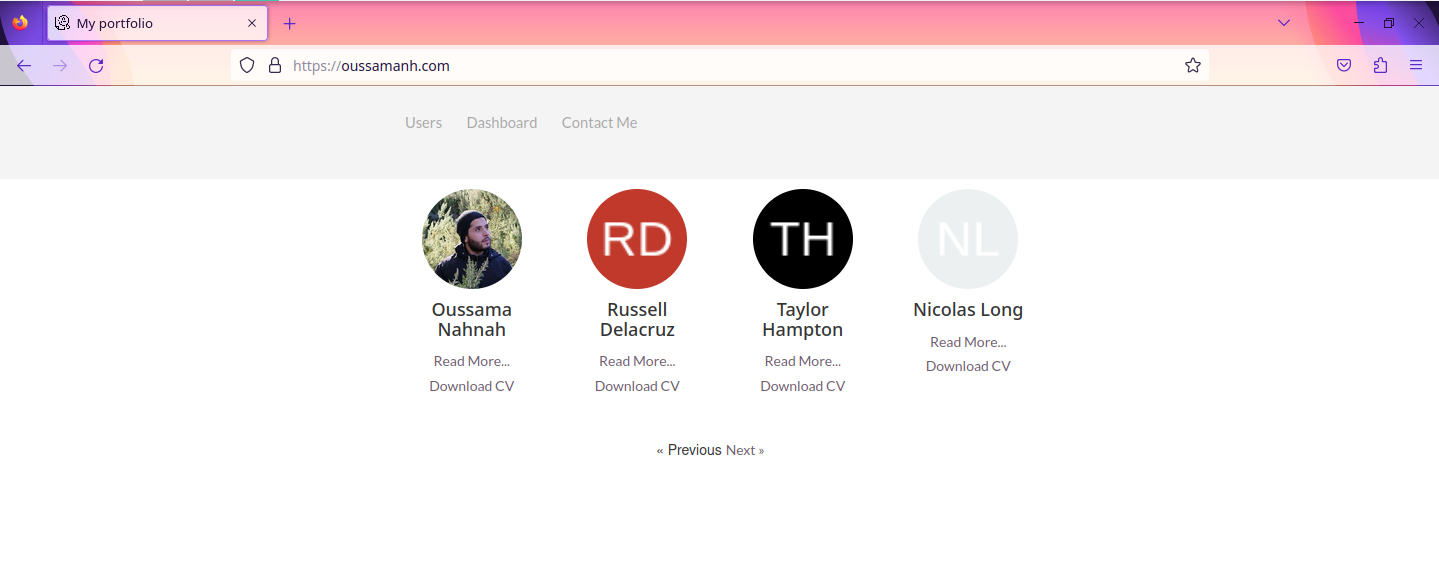 My portfolio
https://oussamanh.com
Users Dashboard Contact Me
RD TH NL
Oussama Nahnah
Russell Delacruz
Taylor Hampton
Nicolas Long
Read More... Read More... Read More... Read More...
Download CV Download CV Download CV Download CV
« Previous Next »